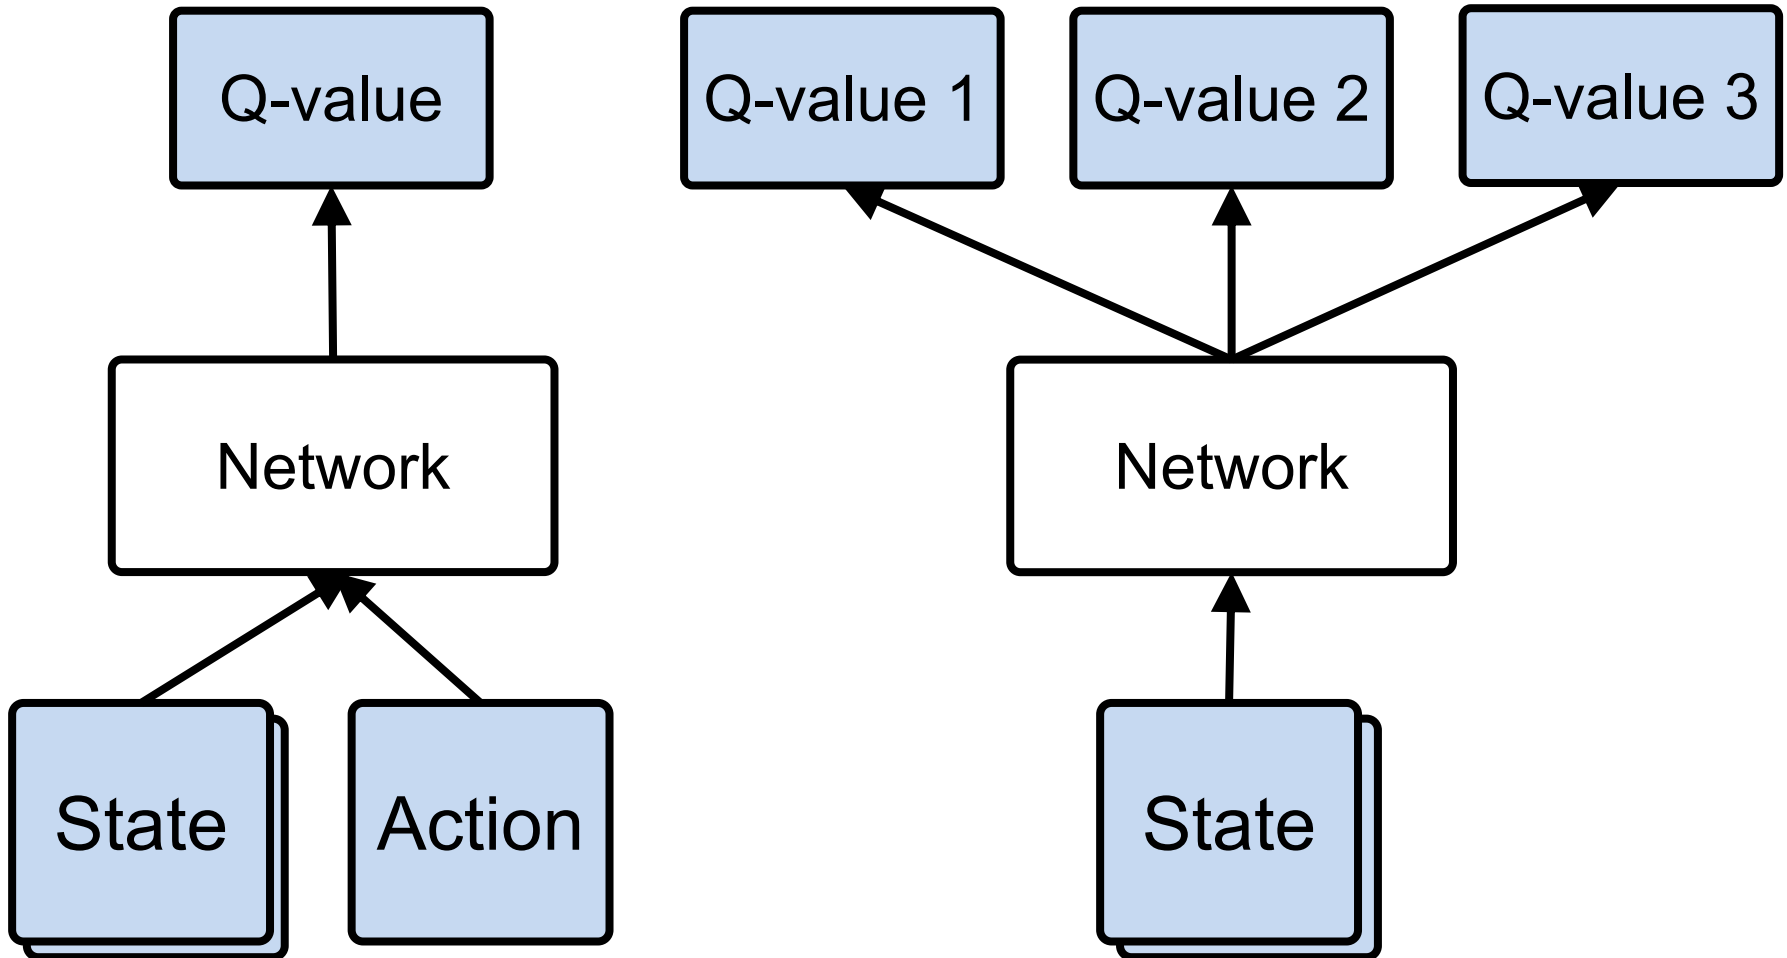 Q-value
Q-value 1
Q-value 2
Q-value 3
Network
Network
State
Action
State